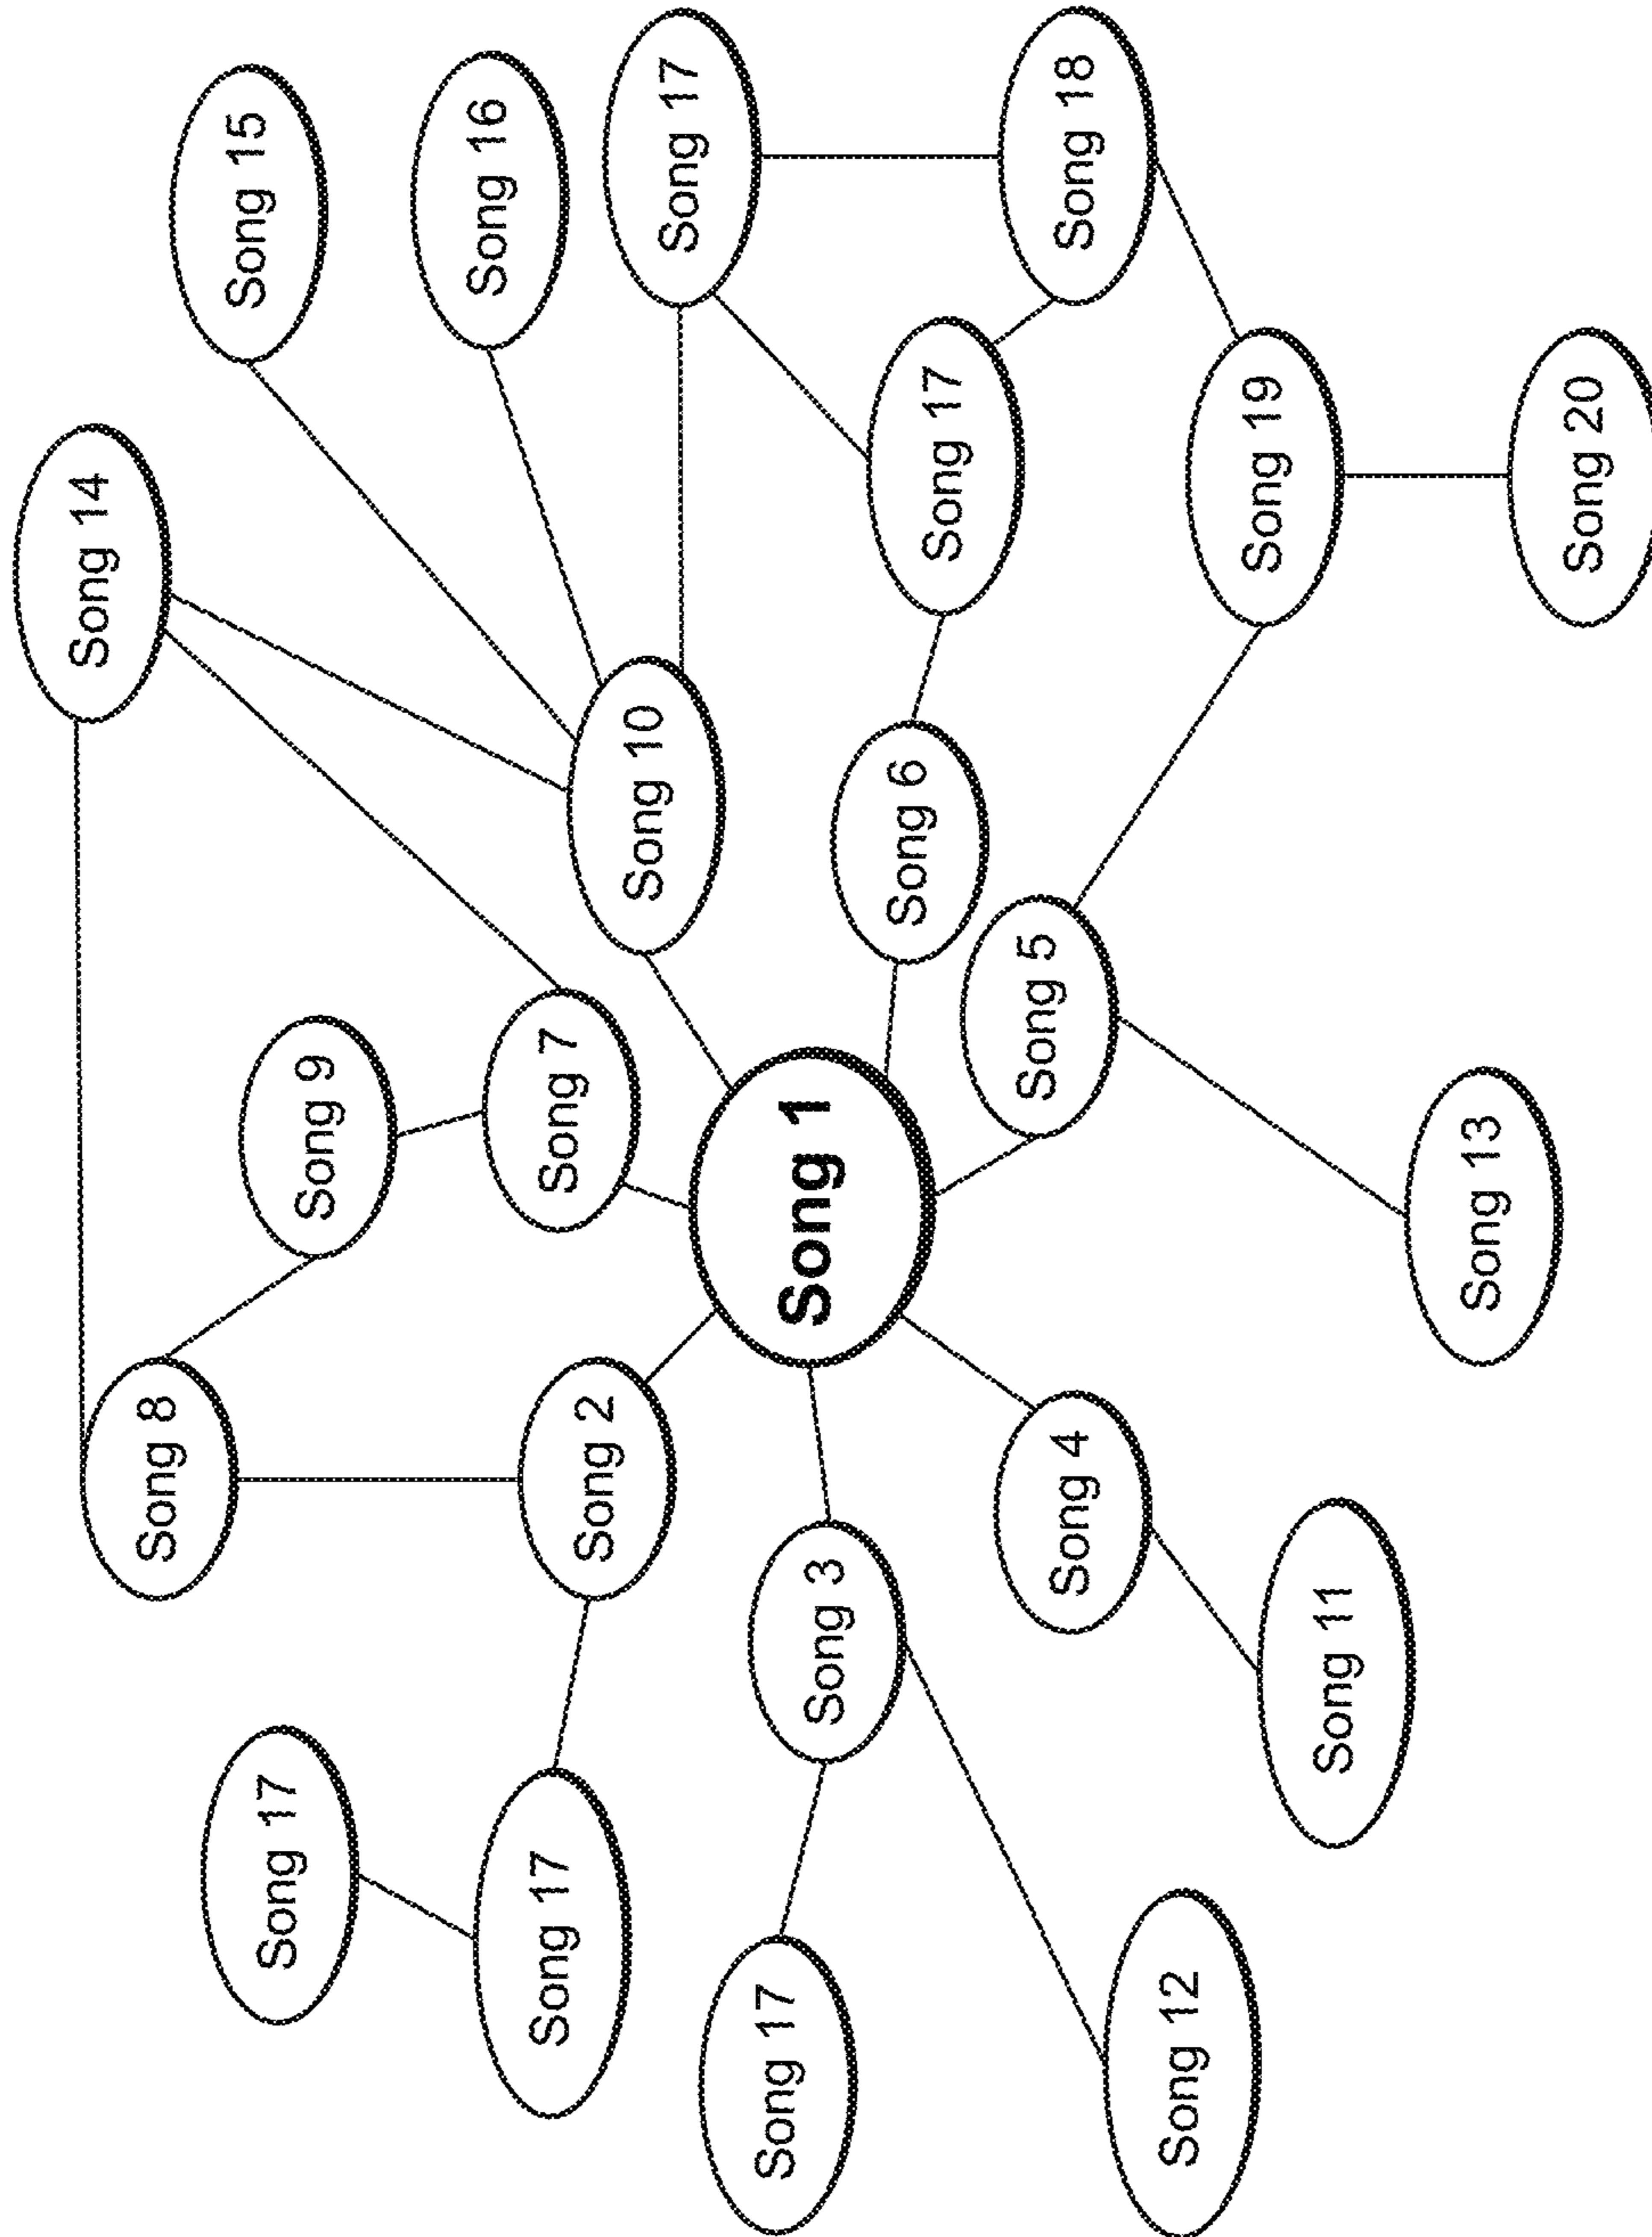 Song 14
Song 8
Song 15
Song 17
Song 9
Song 16
Song 17
Song 7
Song 2
Song 10
Song 17
Song 17
Song 1
Song 3
Song 6
Song 17
Song 5
Song 4
Song 18
Song 12
Song 19
Song 11
Song 13
Song 20